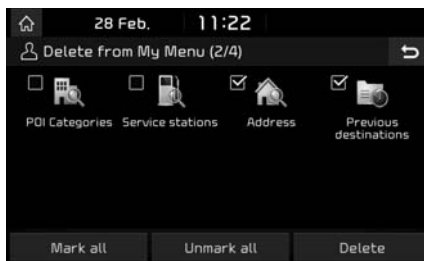 28 Feb. 11:22
Delete from My Menu (2/4)
POI Categories Service stations Address Previous
destinations
Mark all Unmark all Delete